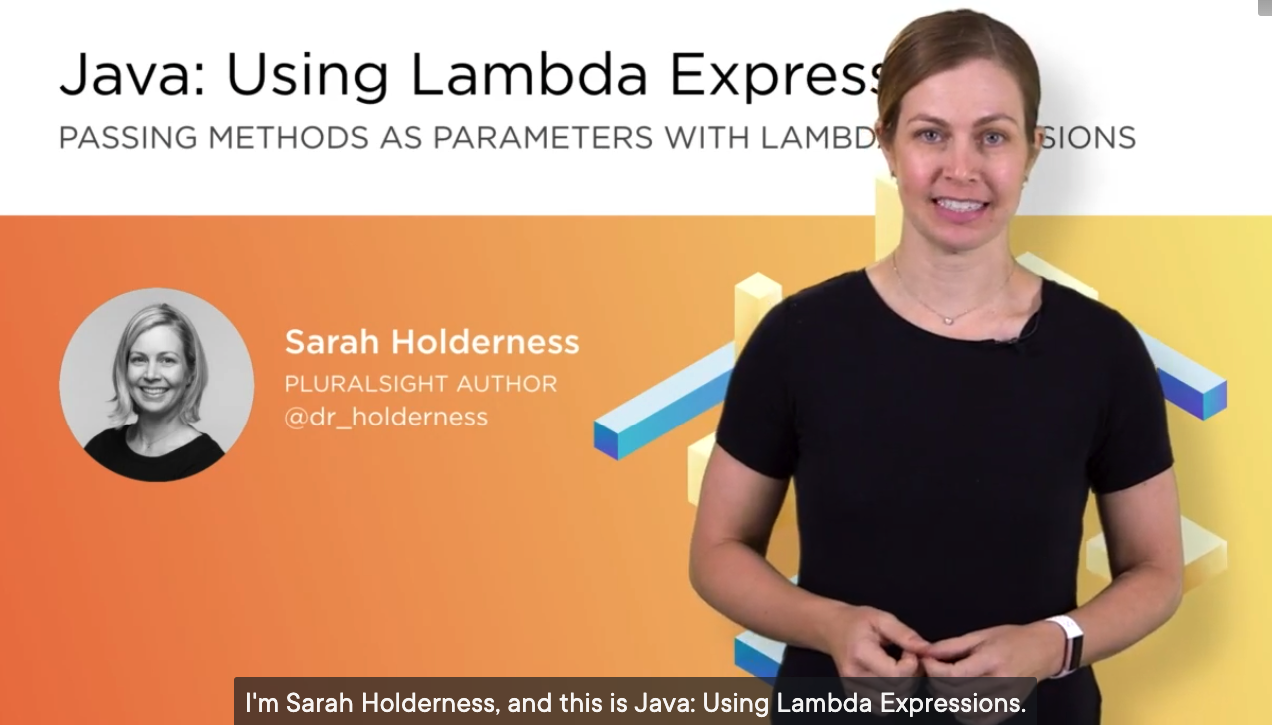 Java: Using Lambda Express
PASSING METHODS AS PARAMETERS WITH LAMBDA SIONS
Sarah Holderness
PLURALSIGHT AUTHOR
@dr_holderness
I'm Sarah Holderness, and this is Java: Using Lambda Expressions.